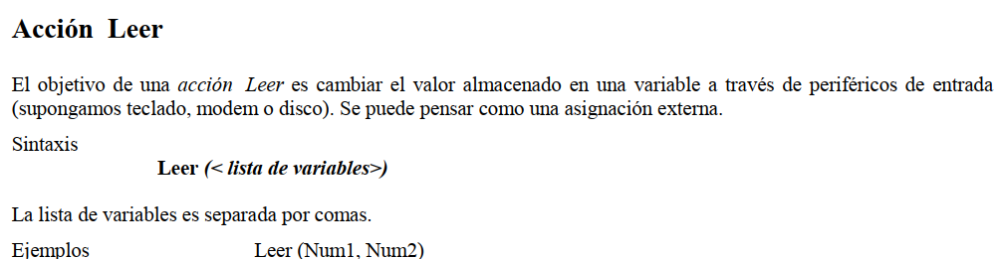 Acción Leer
El objetivo de una acción Leer es cambiar el valor almacenado en una variable a través de periféricos de entrada
(supongamos teclado, modem o disco). Se puede pensar como una asignación externa.
Sintaxis
Leer (< lista de variables>)
La lista de variables es separada por comas.
Ejemplos Leer (Num1, Num2)